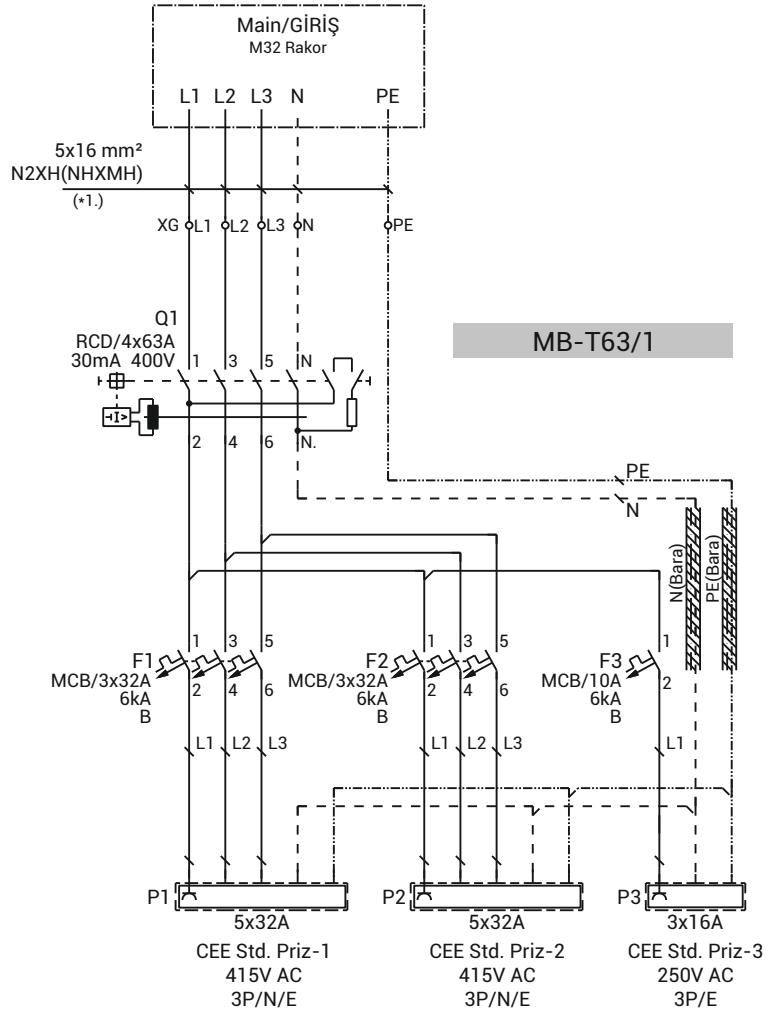 Main/GİRİŞ
M32 Rakor
L1 L2 L3 N PE
5x16 mm²
N2XH(NHXMH)
(*1.)
XG L1 L2 L3 N PE
Q1
RCD/4x63A
30mA 400V
1 3 5 N
2 4 6 N.
I>
MB-T63/1
PE
N
N(Bara)
PE(Bara)
F1
MCB/3x32A
6kA
B
1 3 5
2 4 6
L1 L2 L3
F2
MCB/3x32A
6kA
B
1 3 5
2 4 6
L1 L2 L3
F3
MCB/10A
6kA
B
1
2
L1
P1
5x32A
CEE Std. Priz-1
415V AC
3P/N/E
P2
5x32A
CEE Std. Priz-2
415V AC
3P/N/E
P3
3x16A
CEE Std. Priz-3
250V AC
3P/E